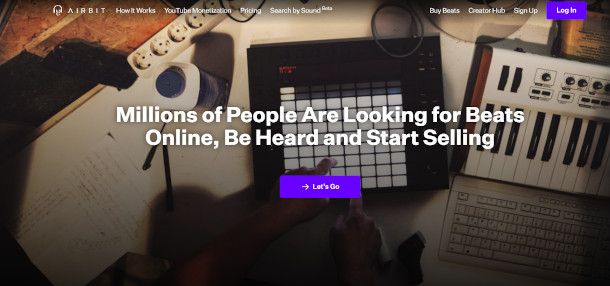 AIRBIT How It Works YouTube Monetization Pricing Search by Sound Beta Buy Beats Creator Hub Sign Up Log In
Millions of People Are Looking for Beats
Online, Be Heard and Start Selling
→ Let's Go